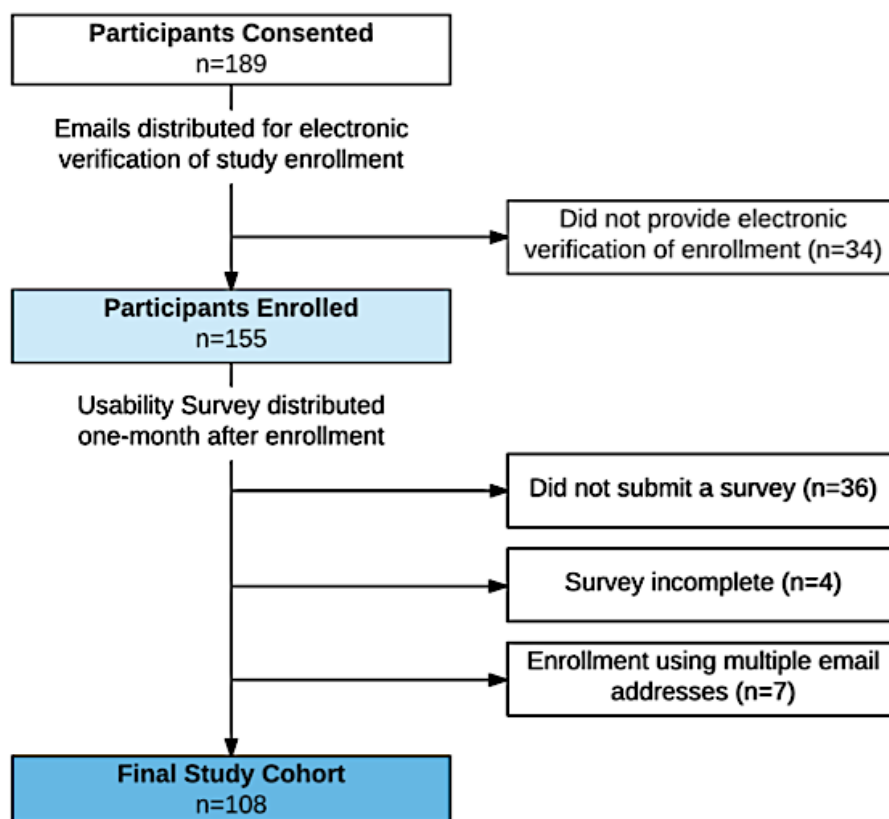 Participants Consented
n=189
Emails distributed for electronic
verification of study enrollment
Did not provide electronic
verification of enrollment (n=34)
Participants Enrolled
n=155
Usability Survey distributed
one-month after enrollment
Did not submit a survey (n=36)
Survey incomplete (n=4)
Enrollment using multiple email
addresses (n=7)
Final Study Cohort
n=108